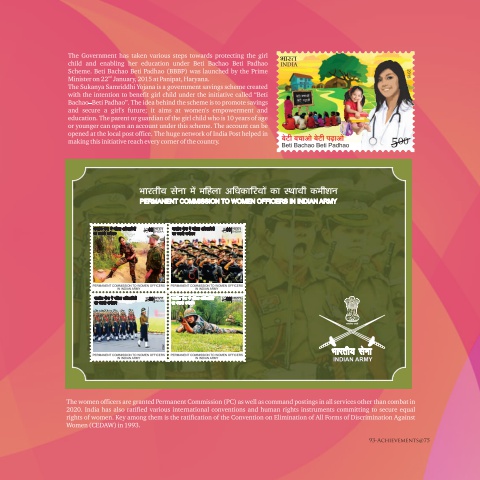 The Government has taken various steps towards protecting the girl
child and enabling her education under Beti Bachao Beti Padhao
Scheme. Beti Bachao Beti Padhao (BBBP) was launched by the Prime
Minister on 22nd January, 2015 at Panipat, Haryana.
The Sukanya Samriddhi Yojana is a government savings scheme created
with the intention to benefit girl child under the initiative called "Beti
Bachao–Beti Padhao". The idea behind the scheme is to promote savings
and secure a girl's future; it aims at women's empowerment and
education. The parent or guardian of the girl child who is 10 years of age
or younger can open an account under this scheme. The account can be
opened at the local post office. The huge network of India Post helped in
making this initiative reach every corner of the country.
भारत
INDIA
बेटी बचाओ बेटी पढ़ाओ
Beti Bachao Beti Padhao
500
भारतीय सेना में महिला अधिकारियों का स्थायी कमीशन
PERMANENT COMMISSION TO WOMEN OFFICERS IN INDIAN ARMY
PERMANENT COMMISSION TO WOMEN OFFICERS
IN INDIAN ARMY
PERMANENT COMMISSION TO WOMEN OFFICERS
IN INDIAN ARMY
PERMANENT COMMISSION TO WOMEN OFFICERS
IN INDIAN ARMY
PERMANENT COMMISSION TO WOMEN OFFICERS
IN INDIAN ARMY
भारतीय सेना
INDIAN ARMY
The women officers are granted Permanent Commission (PC) as well as command postings in all services other than combat in
2020. India has also ratified various international conventions and human rights instruments committing to secure equal
rights of women. Key among them is the ratification of the Convention on Elimination of All Forms of Discrimination Against
Women (CEDAW) in 1993.
93-Achievements@75